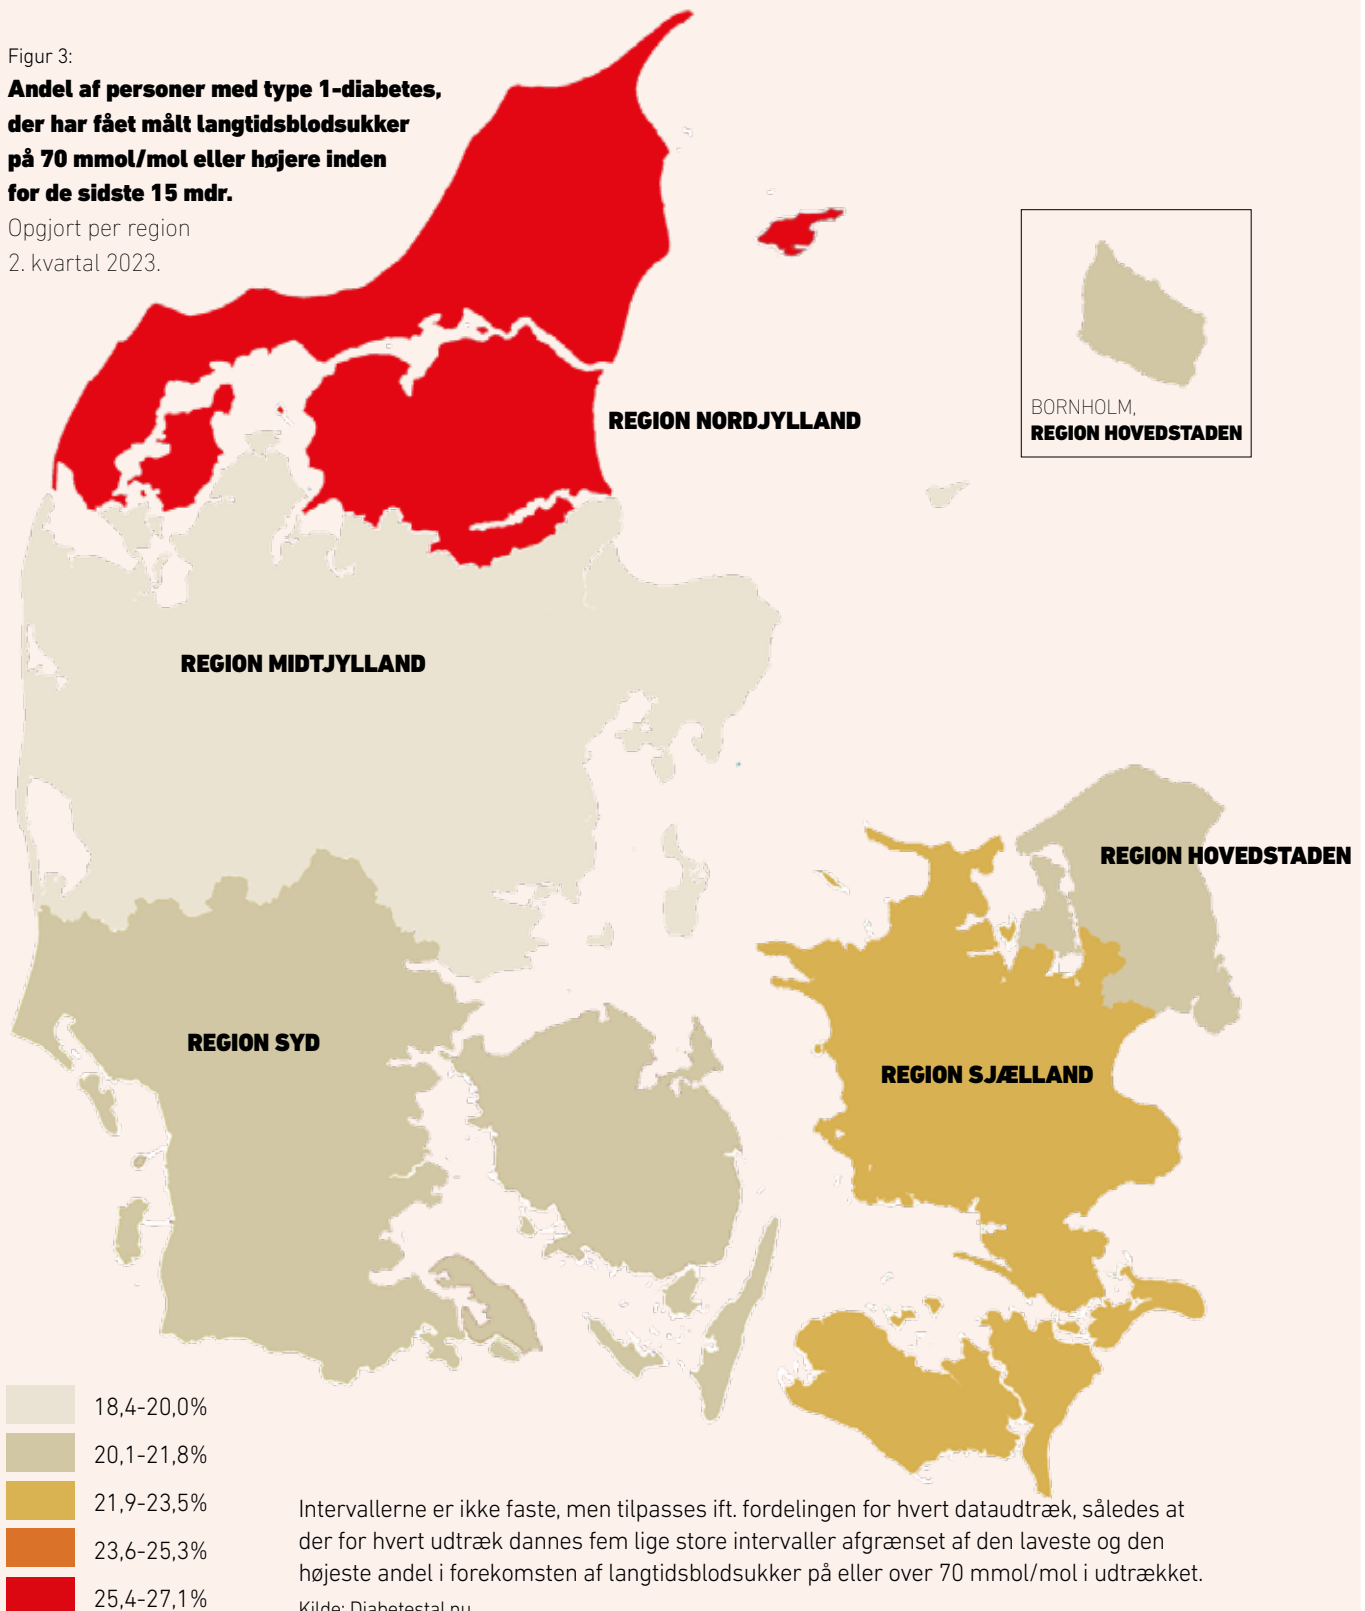 Figur 3:
Andel af personer med type 1-diabetes,
der har fået målt langtidsblodsukker
på 70 mmol/mol eller højere inden
for de sidste 15 mdr.
Opgjort per region
2. kvartal 2023.
BORNHOLM,
REGION HOVEDSTADEN
REGION NORDJYLLAND
REGION MIDTJYLLAND
REGION HOVEDSTADEN
REGION SYD
REGION SJÆLLAND
18,4-20,0%
20,1-21,8%
21,9-23,5%
23,6-25,3%
25,4-27,1%
Intervallerne er ikke faste, men tilpasses ift. fordelingen for hvert dataudtræk, således at
der for hvert udtræk dannes fem lige store intervaller afgrænset af den laveste og den
højeste andel i forekomsten af langtidsblodsukker på eller over 70 mmol/mol i udtrækket.
Kilde: Diabetestal.nu